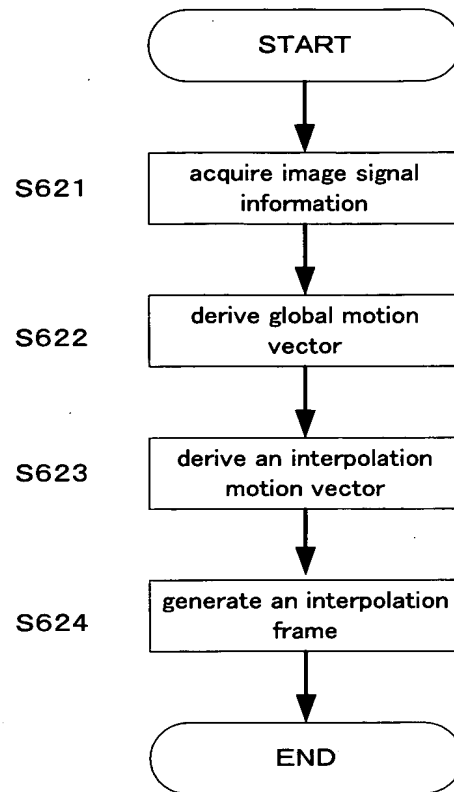 START
S621
acquire image signal
information
S622
derive global motion
vector
S623
derive an interpolation
motion vector
S624
generate an interpolation
frame
END